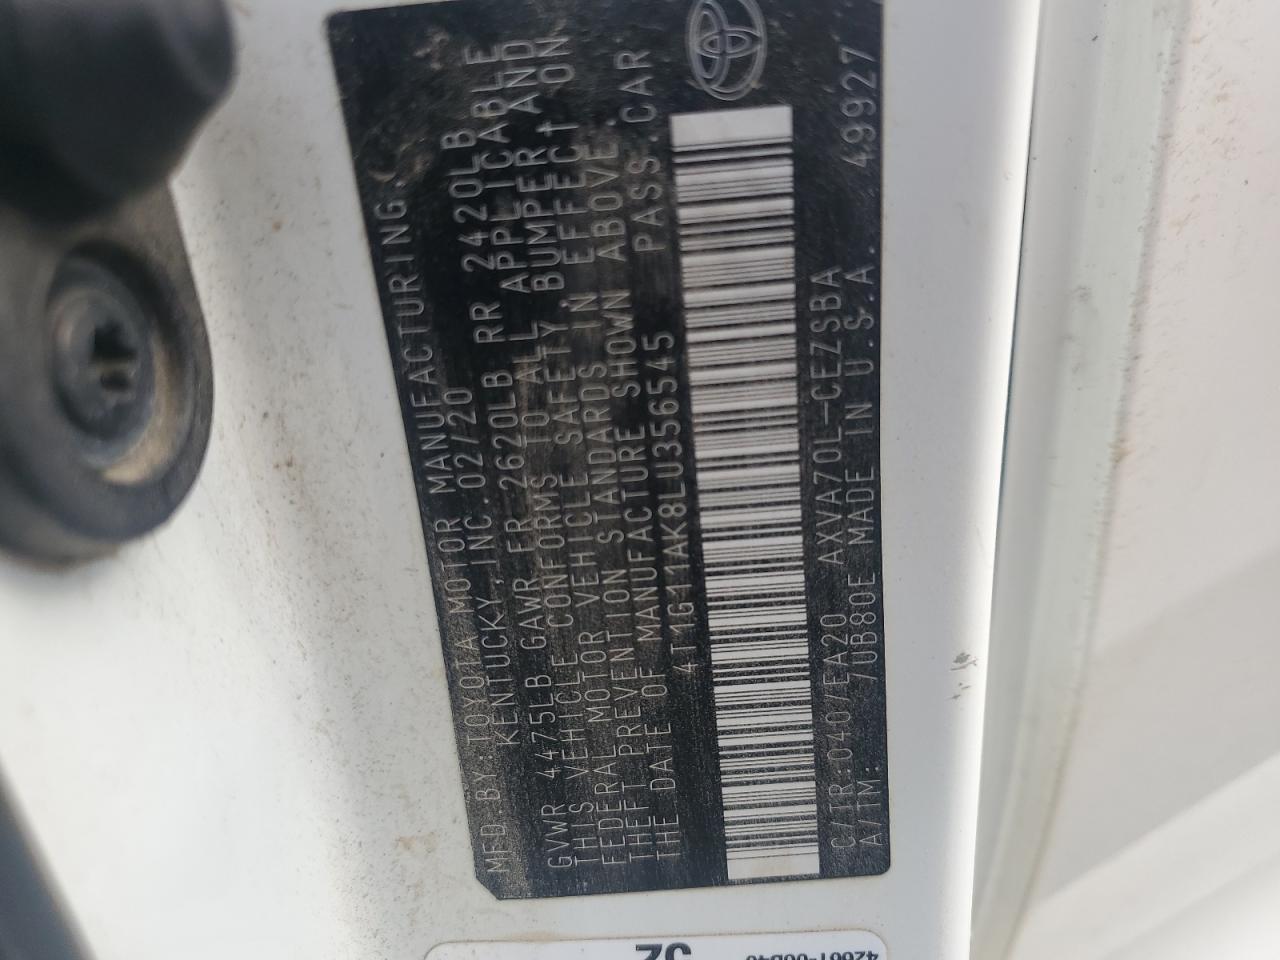 MFD.BY:TOYOTA MOTOR MANUFACTURING.
KENTUCKY,INC.02/20
GVWR 4475LB GAWR FR 2620LB RR 2420LB
THIS VEHICLE CONFORMS TO ALL APPLICABLE
FEDERAL MOTOR VEHICLE SAFETY BUMPER AND
THEFT PREVENTION STANDARDS IN EFFECT ON
THE DATE OF MANUFACTURE SHOWN ABOVE.
4T1G11AK8LU356545 PASS.CAR
C/TR:040/EA20 AXVA70L-CEZSBA
A/TM: /UB80E MADE IN U.S.A. 49927